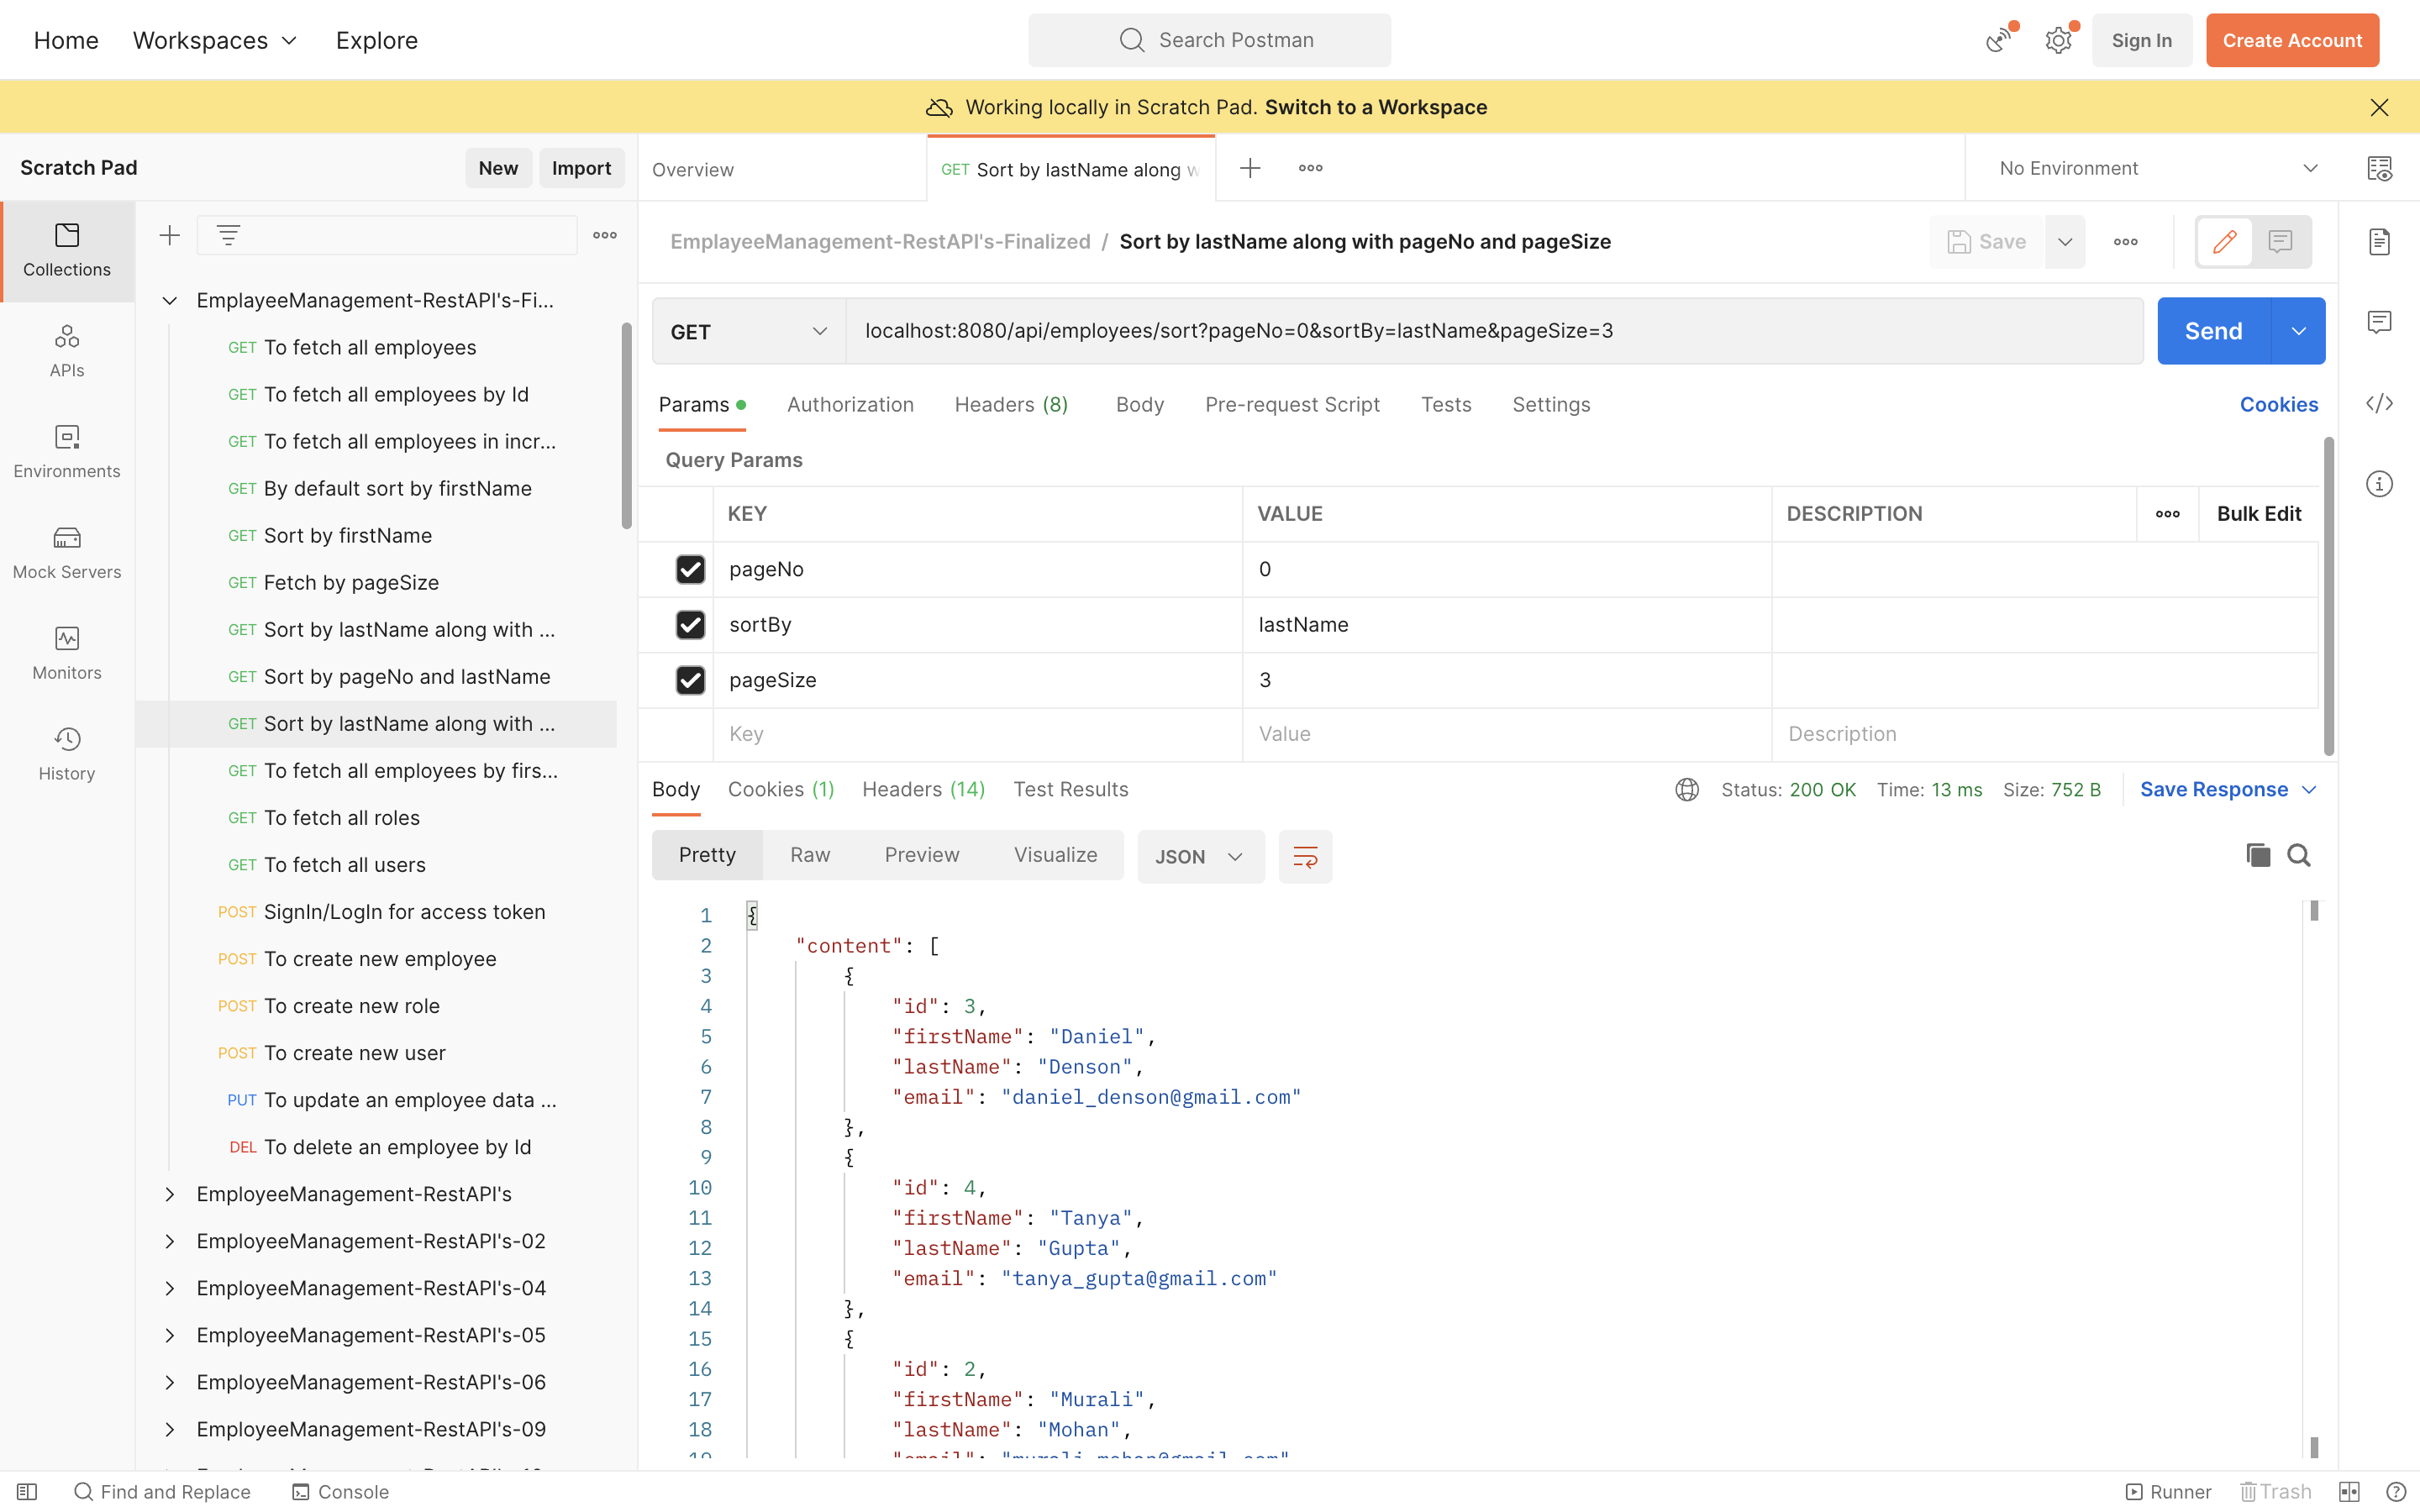 Home Workspaces Explore Search Postman Sign In Create Account
Working locally in Scratch Pad. Switch to a Workspace
Scratch Pad New Import
Collections
APIs
Environments
Mock Servers
Monitors
History
EmplayeeManagement-RestAPI's-Fi...
GET To fetch all employees
GET To fetch all employees by Id
GET To fetch all employees in incr...
GET By default sort by firstName
GET Sort by firstName
GET Fetch by pageSize
GET Sort by lastName along with ...
GET Sort by pageNo and lastName
GET Sort by lastName along with ...
GET To fetch all employees by firs...
GET To fetch all roles
GET To fetch all users
POST SignIn/LogIn for access token
POST To create new employee
POST To create new role
POST To create new user
PUT To update an employee data ...
DEL To delete an employee by Id
EmployeeManagement-RestAPI's
EmployeeManagement-RestAPI's-02
EmployeeManagement-RestAPI's-04
EmployeeManagement-RestAPI's-05
EmployeeManagement-RestAPI's-06
EmployeeManagement-RestAPI's-09
Overview GET Sort by lastName along No Environment
EmplayeeManagement-RestAPI's-Finalized / Sort by lastName along with pageNo and pageSize Save
GET localhost:8080/api/employees/sort?pageNo=0&sortBy=lastName&pageSize=3 Send
Params Authorization Headers (8) Body Pre-request Script Tests Settings Cookies
Query Params
KEY VALUE DESCRIPTION Bulk Edit
pageNo 0
sortBy lastName
pageSize 3
Key Value Description
Body Cookies (1) Headers (14) Test Results Status: 200 OK Time: 13 ms Size: 752 B Save Response
Pretty Raw Preview Visualize JSON
1 {
2 "content": [
3 {
4 "id": 3,
5 "firstName": "Daniel",
6 "lastName": "Denson",
7 "email": "daniel_denson@gmail.com"
8 },
9 {
10 "id": 4,
11 "firstName": "Tanya",
12 "lastName": "Gupta",
13 "email": "tanya_gupta@gmail.com"
14 },
15 {
16 "id": 2,
17 "firstName": "Murali",
18 "lastName": "Mohan",
19 "email": "murali_mohan@gmail.com"
Find and Replace Console Runner Trash